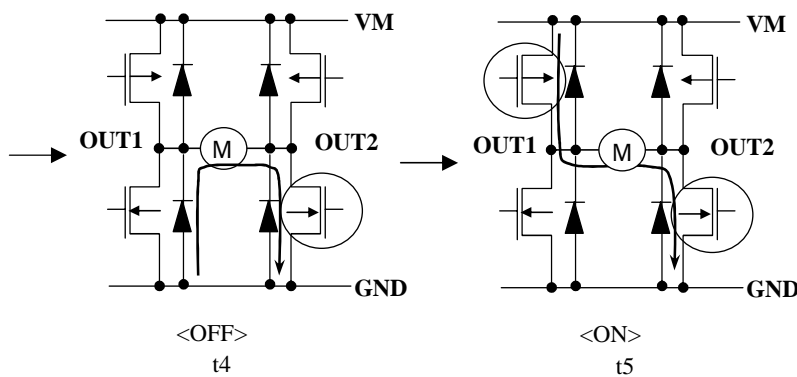 VM
OUT1
M
OUT2
GND
<OFF>
t4
VM
OUT1
M
OUT2
GND
<ON>
t5